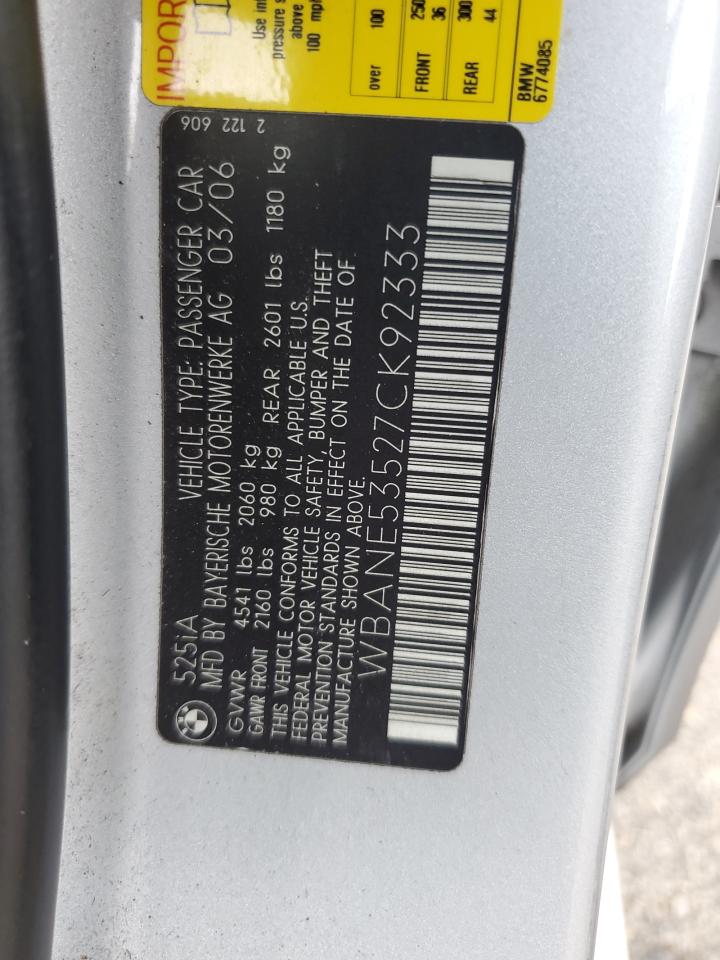 IMPOR
Use in
pressure s
above
100 mph
over 100 250 300
FRONT 36
REAR 44
BMW
6774085
2 122 606
BMW
525iA VEHICLE TYPE: PASSENGER CAR
MFD BY BAYERISCHE MOTORENWERKE AG 03/06
GVWR 4541 lbs 2060 kg
GAWR FRONT 2160 lbs 980 kg REAR 2601 lbs 1180 kg
THIS VEHICLE CONFORMS TO ALL APPLICABLE U.S.
FEDERAL MOTOR VEHICLE SAFETY, BUMPER AND THEFT
PREVENTION STANDARDS IN EFFECT ON THE DATE OF
MANUFACTURE SHOWN ABOVE.
WBANE53527CK92333